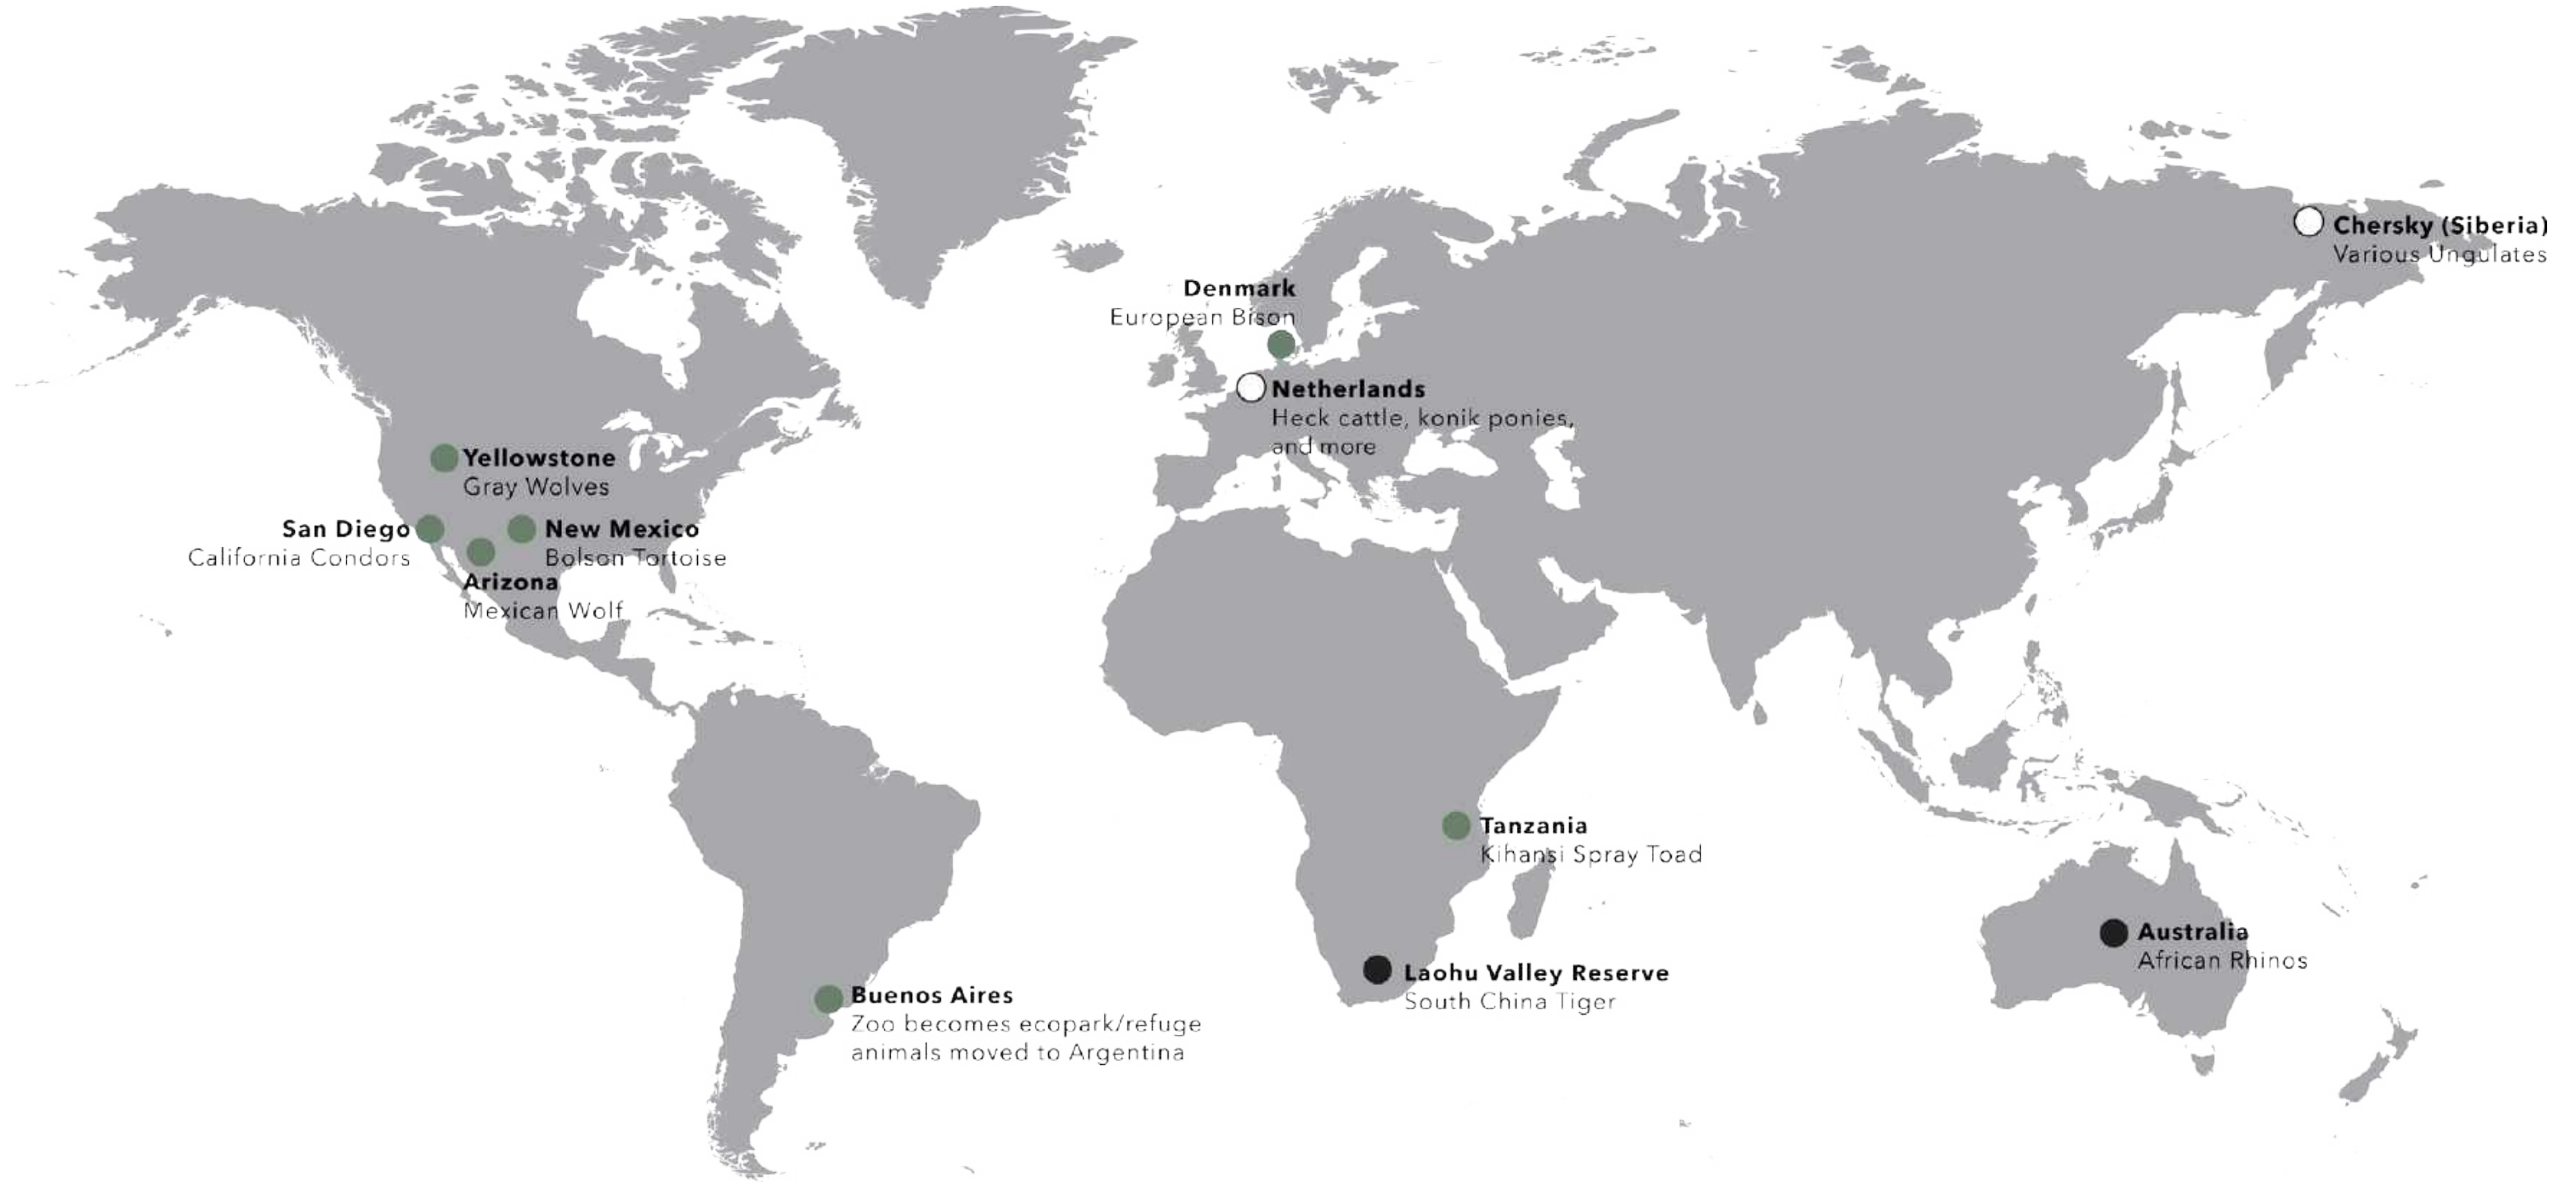 Chersky (Siberia)
Various Ungulates
Denmark
European Bison
Netherlands
Heck cattle, konik ponies,
and more
Yellowstone
Gray Wolves
San Diego
California Condors
New Mexico
Bolson Tortoise
Arizona
Mexican Wolf
Tanzania
Kihansi Spray Toad
Australia
African Rhinos
Laohu Valley Reserve
South China Tiger
Buenos Aires
Zoo becomes ecopark/refuge
animals moved to Argentina